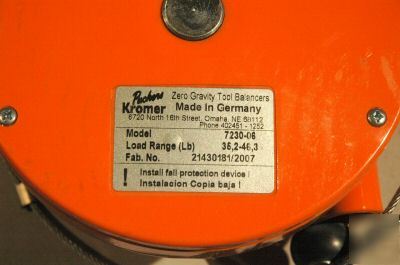 Packers
Kromer
Zero Gravity Tool Balancers
Made in Germany
6720 North 16th Street, Omaha, NE 68112
Phone 402451 - 1252
Model 7230-06
Load Range (Lb) 35,2-46,3
Fab. No. 21430181/2007
! Install fall protection device !
Instalacion Copia baja !